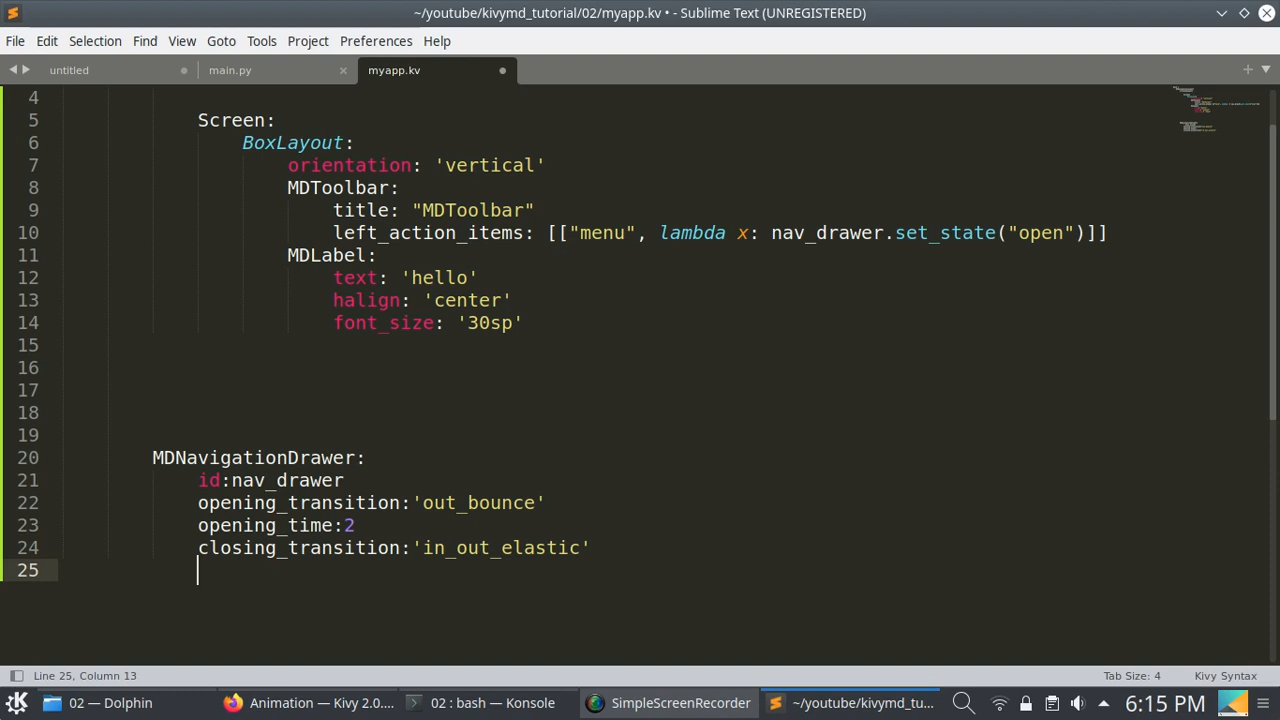 ~/youtube/kivymd_tutorial/02/myapp.kv • - Sublime Text (UNREGISTERED)
File Edit Selection Find View Goto Tools Project Preferences Help
untitled main.py myapp.kv
4
5 Screen:
6 BoxLayout:
7 orientation: 'vertical'
8 MDToolbar:
9 title: "MDToolbar"
10 left_action_items: [["menu", lambda x: nav_drawer.set_state("open")]]
11 MDLabel:
12 text: 'hello'
13 halign: 'center'
14 font_size: '30sp'
15
16
17
18
19
20 MDNavigationDrawer:
21 id:nav_drawer
22 opening_transition:'out_bounce'
23 opening_time:2
24 closing_transition:'in_out_elastic'
25
Line 25, Column 13 Tab Size: 4 Kivy Syntax
02 — Dolphin Animation — Kivy 2.0.... 02 : bash — Konsole SimpleScreenRecorder ~/youtube/kivymd_tu... 6:15 PM